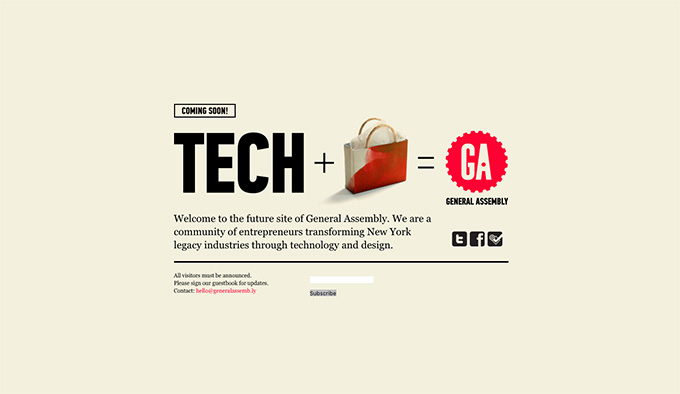 COMING SOON!
TECH + = GA
GENERAL ASSEMBLY
Welcome to the future site of General Assembly. We are a
community of entrepreneurs transforming New York
legacy industries through technology and design.
All visitors must be announced.
Please sign our guestbook for updates.
Contact: hello@generalassemb.ly
Subscribe